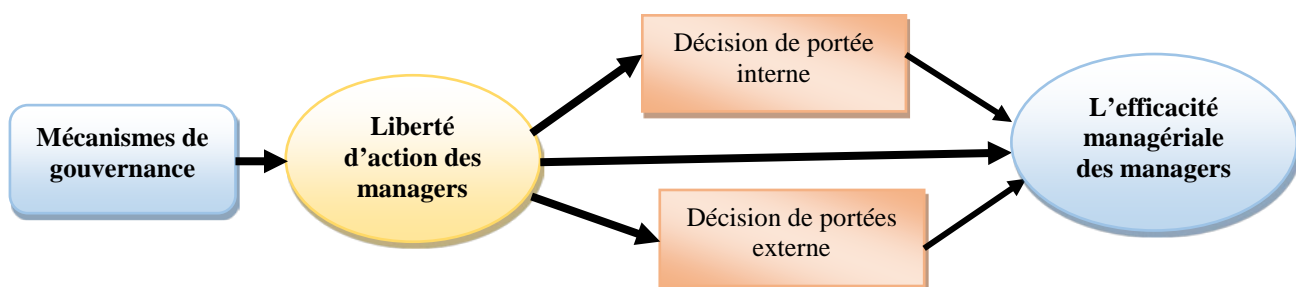 Mécanismes de
gouvernance
Liberté
d’action des
managers
Décision de portée
interne
Décision de portées
externe
L’efficacité
managériale
des managers